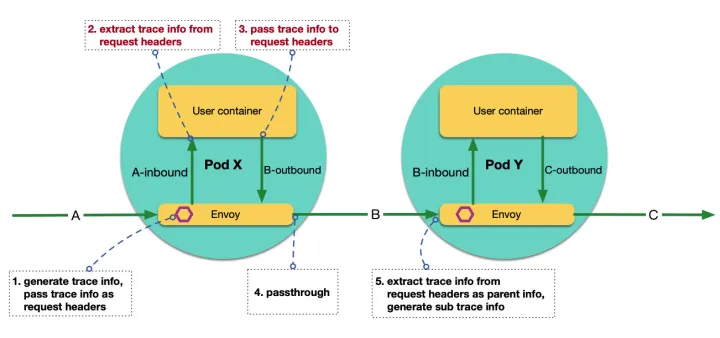 2. extract trace info from
request headers
3. pass trace info to
request headers
User container
Pod X
A-inbound
B-outbound
A
Envoy
B
User container
Pod Y
B-inbound
C-outbound
Envoy
C
1. generate trace info,
pass trace info as
request headers
4. passthrough
5. extract trace info from
request headers as parent info,
generate sub trace info